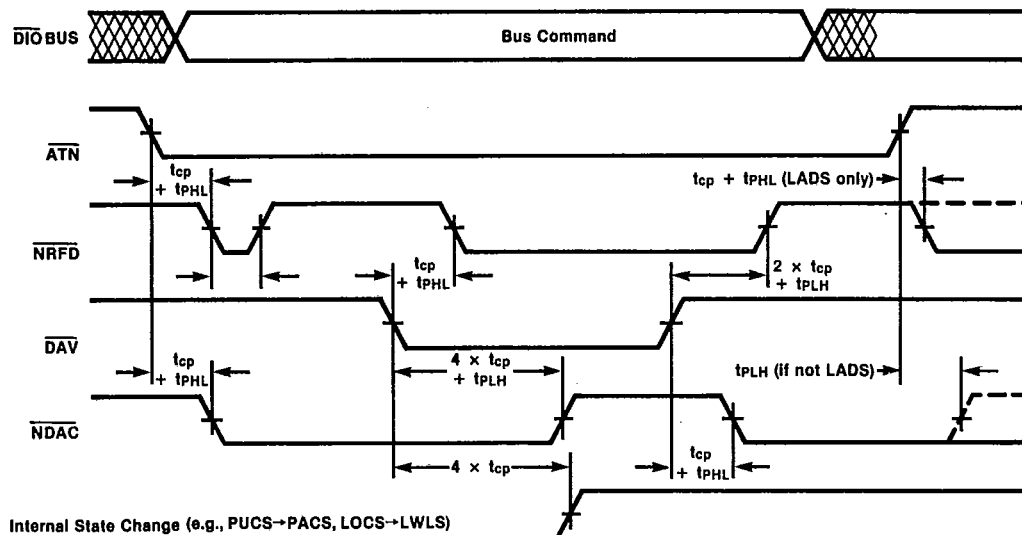 DIO BUS
Bus Command
ATN
tcp
+ tPHL
tcp + tPHL (LADS only)
NRFD
tcp
+ tPHL
2 × tcp
+ tPLH
DAV
tcp
+ tPHL
4 × tcp
+ tPLH
tPLH (if not LADS)
NDAC
4 × tcp
tcp
+ tPHL
Internal State Change (e.g., PUCS→PACS, LOCS→LWLS)